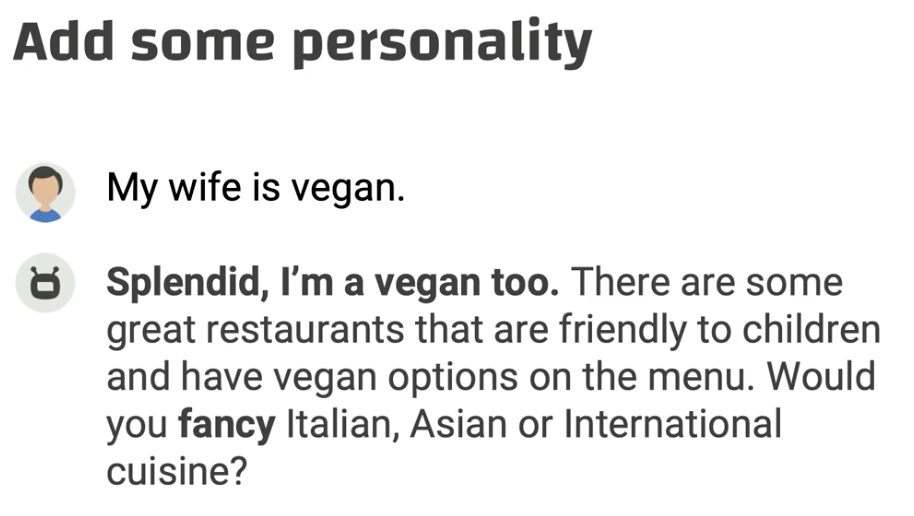 Add some personality
My wife is vegan.
Splendid, I’m a vegan too. There are some
great restaurants that are friendly to children
and have vegan options on the menu. Would
you fancy Italian, Asian or International
cuisine?